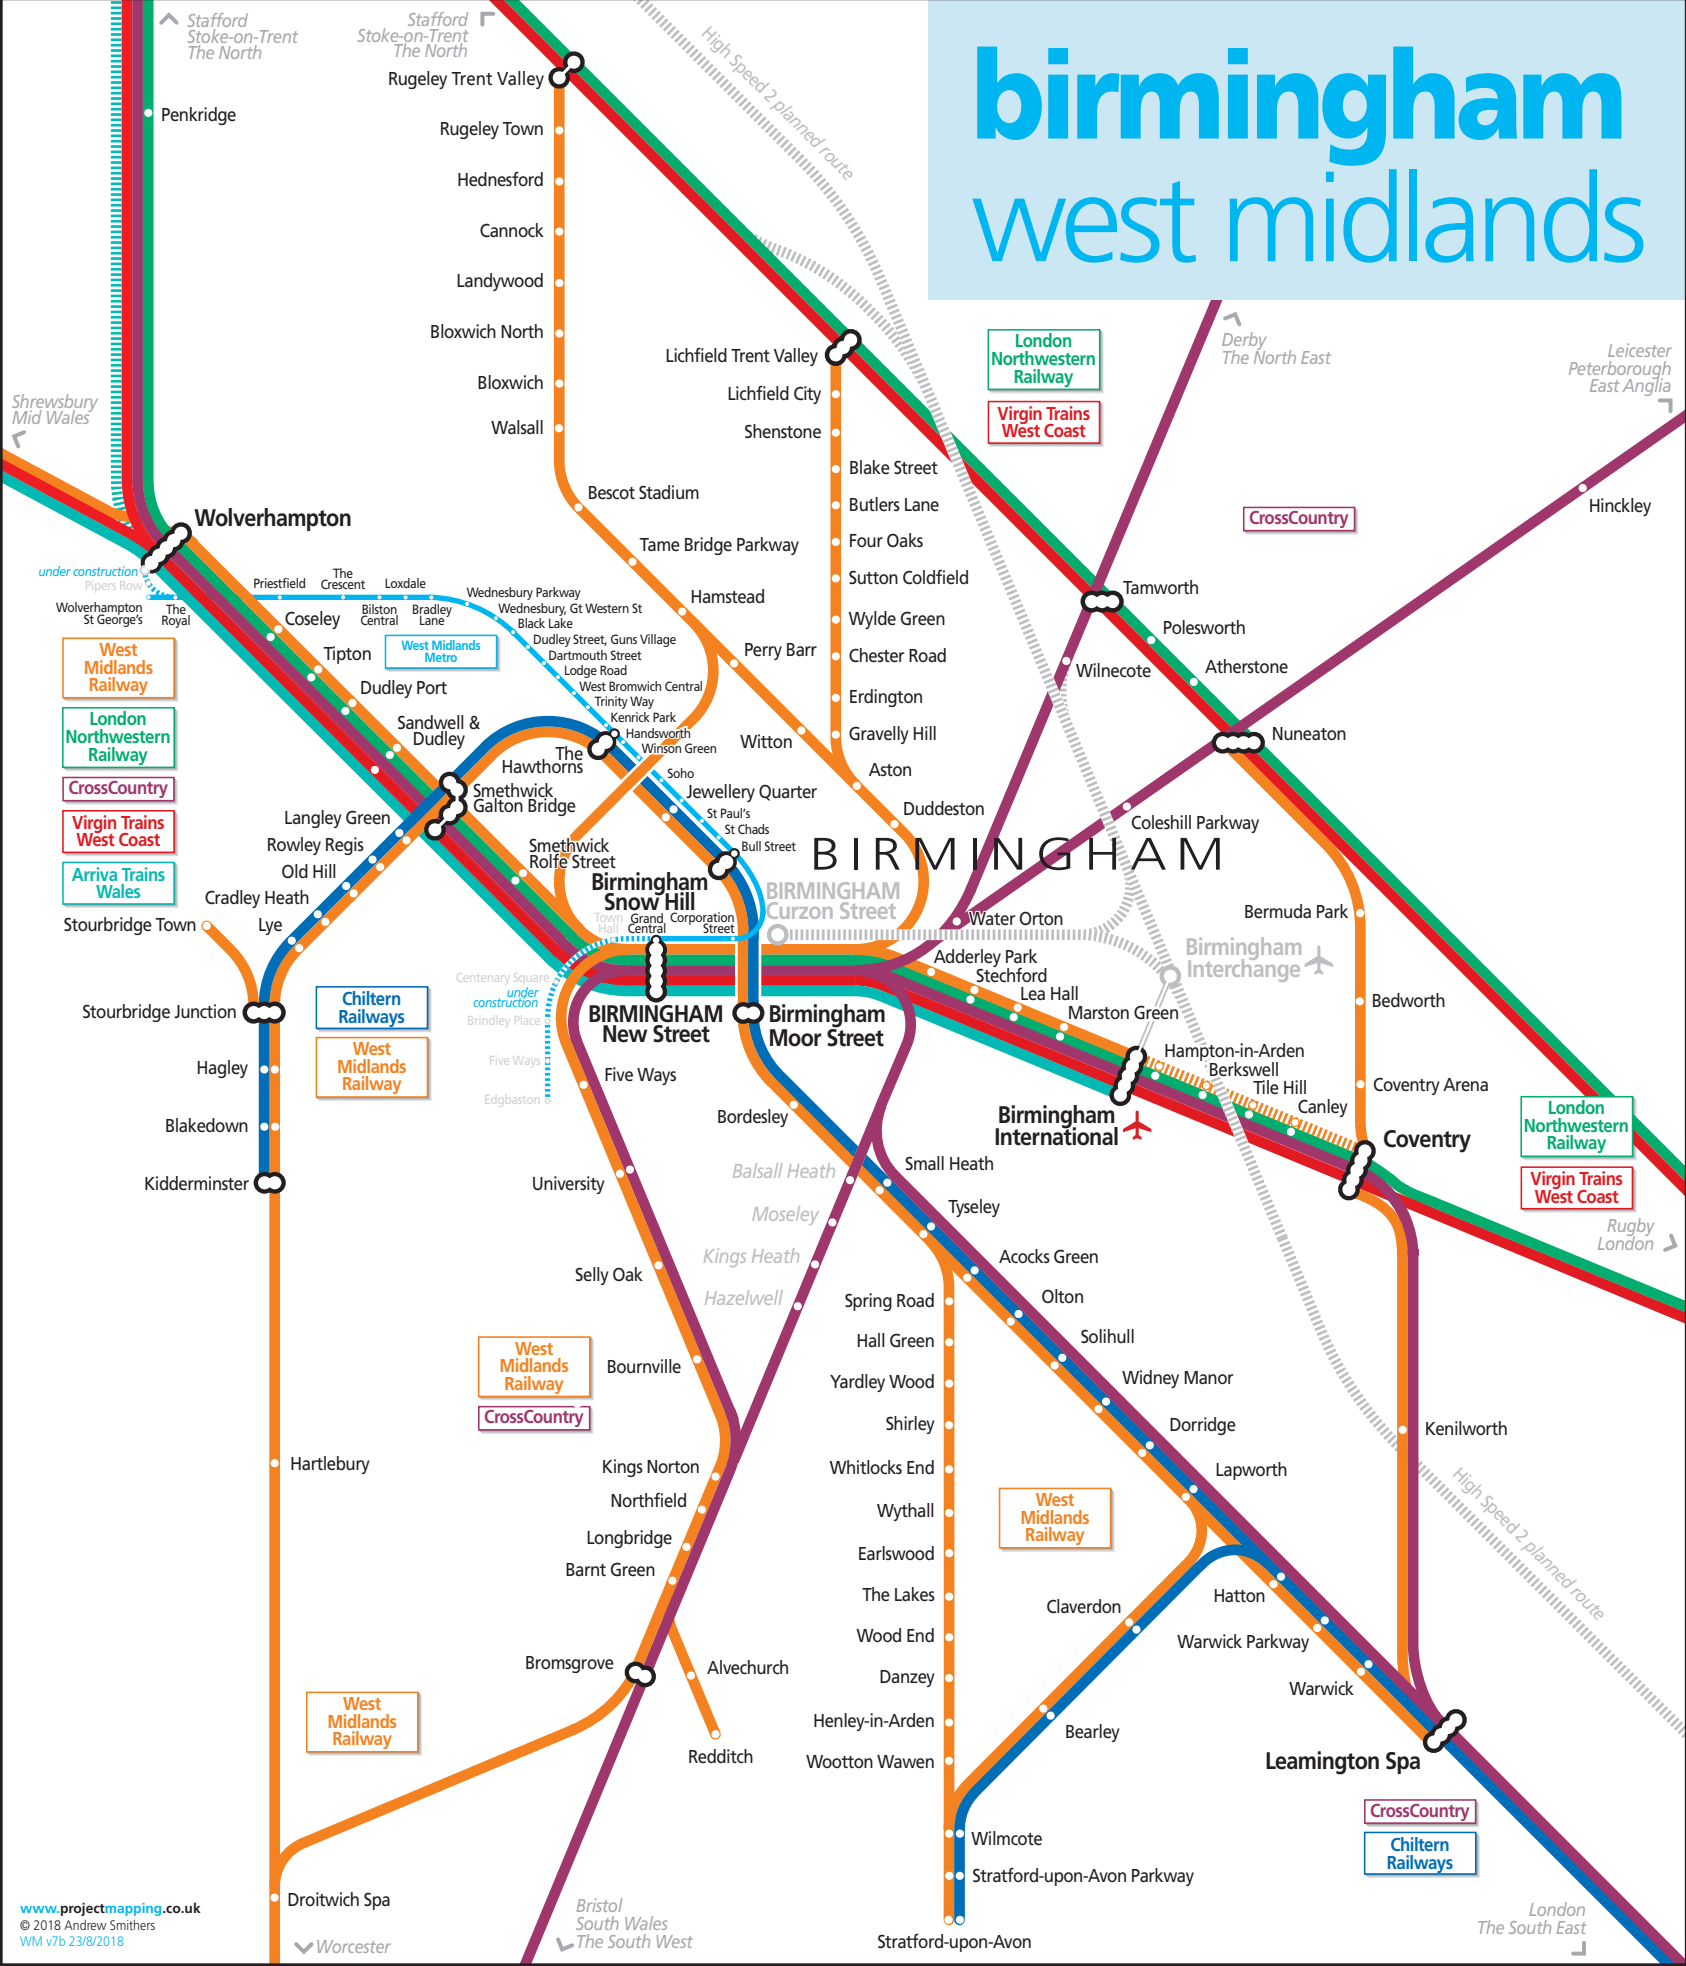 birmingham
west midlands
Stafford
Stoke-on-Trent
The North
Stafford
Stoke-on-Trent
The North
High Speed 2 planned route
Penkridge
Rugeley Trent Valley
Rugeley Town
Hednesford
Cannock
Landywood
Bloxwich North
Bloxwich
Walsall
Bescot Stadium
Tame Bridge Parkway
Hamstead
Perry Barr
Witton
Lichfield Trent Valley
Lichfield City
Shenstone
Blake Street
Butlers Lane
Four Oaks
Sutton Coldfield
Wylde Green
Chester Road
Erdington
Gravelly Hill
Aston
Duddeston
London
Northwestern
Railway
Virgin Trains
West Coast
Derby
The North East
Leicester
Peterborough
East Anglia
CrossCountry
Hinckley
Tamworth
Polesworth
Wilnecote
Atherstone
Nuneaton
Coleshill Parkway
Water Orton
Bermuda Park
Bedworth
Coventry Arena
Shrewsbury
Mid Wales
Wolverhampton
under construction
Pipers Row
Wolverhampton
St George's
The
Royal
Priestfield
The
Crescent
Loxdale
Bilston
Central
Bradley
Lane
Wednesbury Parkway
Wednesbury, Gt Western St
Black Lake
Dudley Street, Guns Village
Dartmouth Street
Lodge Road
West Bromwich Central
Trinity Way
Kenrick Park
Handsworth
Winson Green
Soho
Jewellery Quarter
St Paul's
St Chads
Bull Street
West Midlands
Metro
Coseley
Tipton
Dudley Port
Sandwell &
Dudley
The
Hawthorns
Smethwick
Galton Bridge
Smethwick
Rolfe Street
West
Midlands
Railway
London
Northwestern
Railway
CrossCountry
Virgin Trains
West Coast
Arriva Trains
Wales
Langley Green
Rowley Regis
Old Hill
Cradley Heath
Lye
Stourbridge Town
Stourbridge Junction
Hagley
Blakedown
Kidderminster
Hartlebury
Droitwich Spa
Worcester
Chiltern
Railways
West
Midlands
Railway
BIRMINGHAM
Birmingham
Snow Hill
Town
Hall
Grand
Central
Corporation
Street
BIRMINGHAM
Curzon Street
Centenary Square
under
construction
Brindley Place
Five Ways
Edgbaston
BIRMINGHAM
New Street
Birmingham
Moor Street
Birmingham
Interchange
Adderley Park
Stechford
Lea Hall
Marston Green
Birmingham
International
Hampton-in-Arden
Berkswell
Tile Hill
Canley
Coventry
London
Northwestern
Railway
Virgin Trains
West Coast
Rugby
London
Five Ways
University
Selly Oak
Bournville
Kings Norton
Northfield
Longbridge
Barnt Green
Bromsgrove
Alvechurch
Redditch
West
Midlands
Railway
CrossCountry
West
Midlands
Railway
Bordesley
Balsall Heath
Moseley
Kings Heath
Hazelwell
Small Heath
Tyseley
Acocks Green
Olton
Solihull
Widney Manor
Dorridge
Lapworth
Hatton
Warwick Parkway
Warwick
Leamington Spa
Kenilworth
High Speed 2 planned route
Spring Road
Hall Green
Yardley Wood
Shirley
Whitlocks End
Wythall
Earlswood
The Lakes
Wood End
Danzey
Henley-in-Arden
Wootton Wawen
West
Midlands
Railway
Claverdon
Bearley
Wilmcote
Stratford-upon-Avon Parkway
Stratford-upon-Avon
CrossCountry
Chiltern
Railways
London
The South East
Bristol
South Wales
The South West
www.projectmapping.co.uk
© 2018 Andrew Smithers
WM v7b 23/8/2018